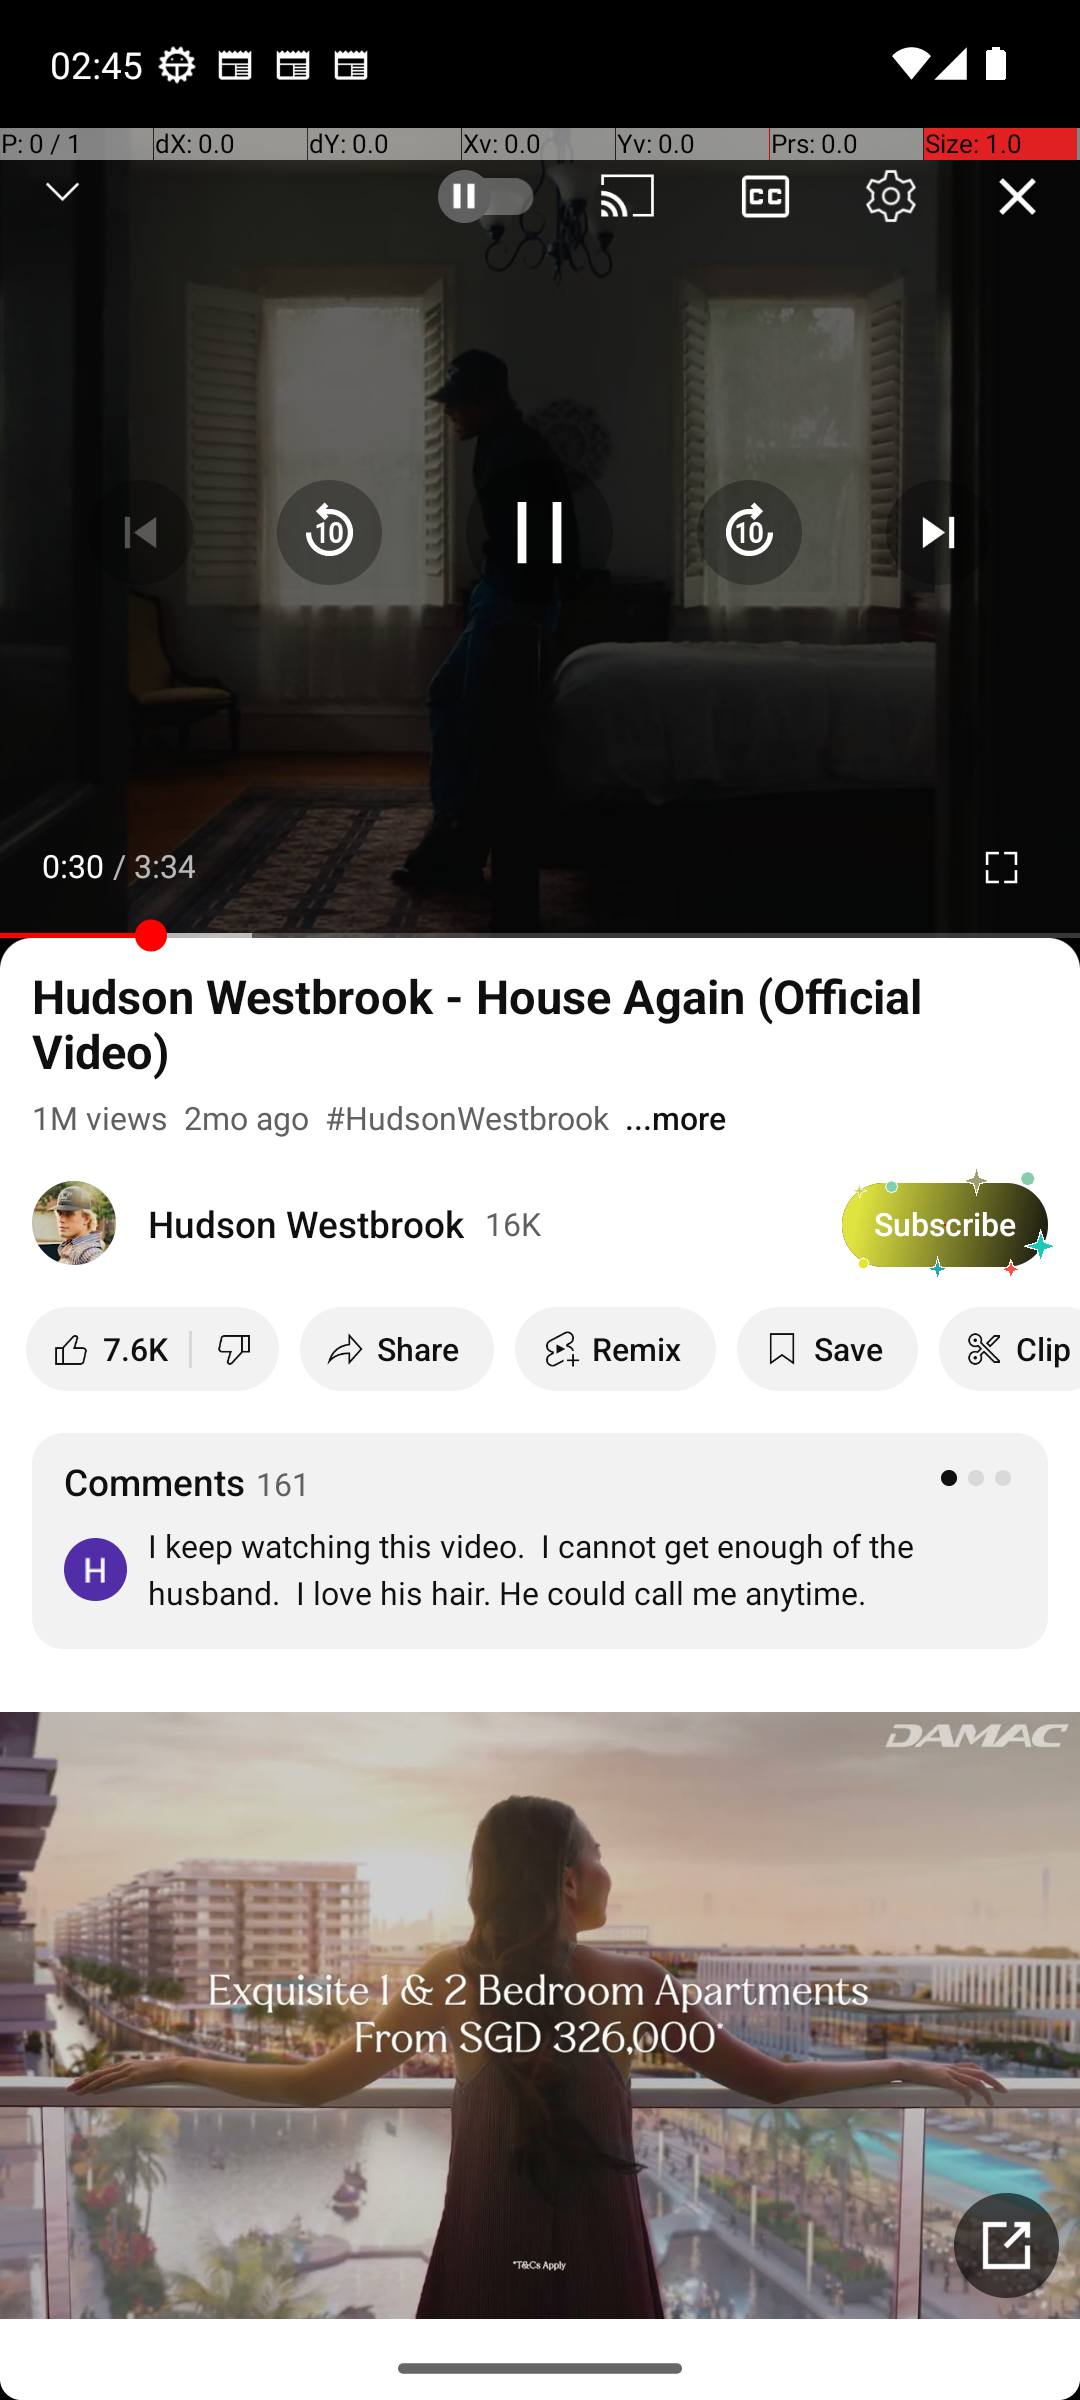 02:45
P: 0 / 1 dX: 0.0 dY: 0.0 Xv: 0.0 Yv: 0.0 Prs: 0.0 Size: 1.0
CC
10 10
0:30 / 3:34
Hudson Westbrook - House Again (Official
Video)
1M views 2mo ago #HudsonWestbrook ...more
Hudson Westbrook 16K Subscribe
7.6K Share Remix Save Clip
Comments 161
H
I keep watching this video. I cannot get enough of the
husband. I love his hair. He could call me anytime.
DAMAC
Exquisite 1 & 2 Bedroom Apartments
From SGD 326,000*
*T&Cs Apply